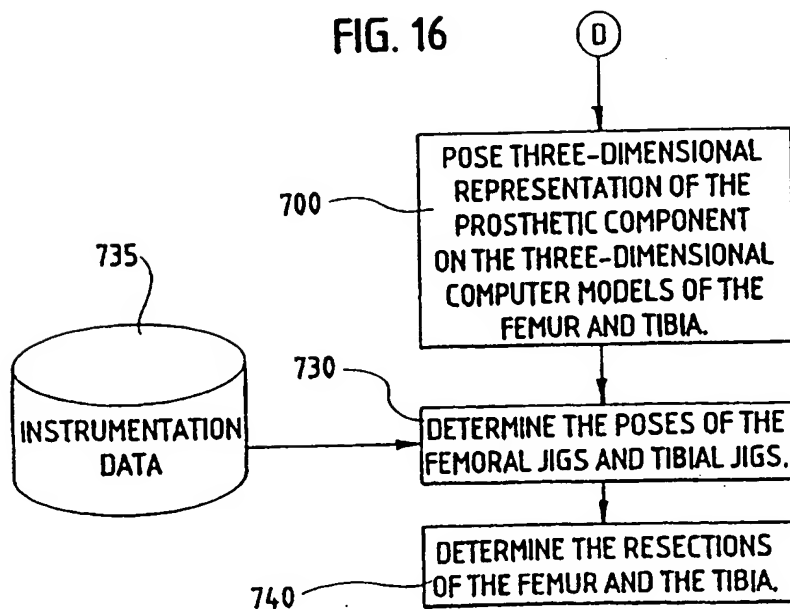 FIG. 16
D
700
POSE THREE-DIMENSIONAL
REPRESENTATION OF THE
PROSTHETIC COMPONENT
ON THE THREE-DIMENSIONAL
COMPUTER MODELS OF THE
FEMUR AND TIBIA.
735
INSTRUMENTATION
DATA
730
DETERMINE THE POSES OF THE
FEMORAL JIGS AND TIBIAL JIGS.
740
DETERMINE THE RESECTIONS
OF THE FEMUR AND THE TIBIA.